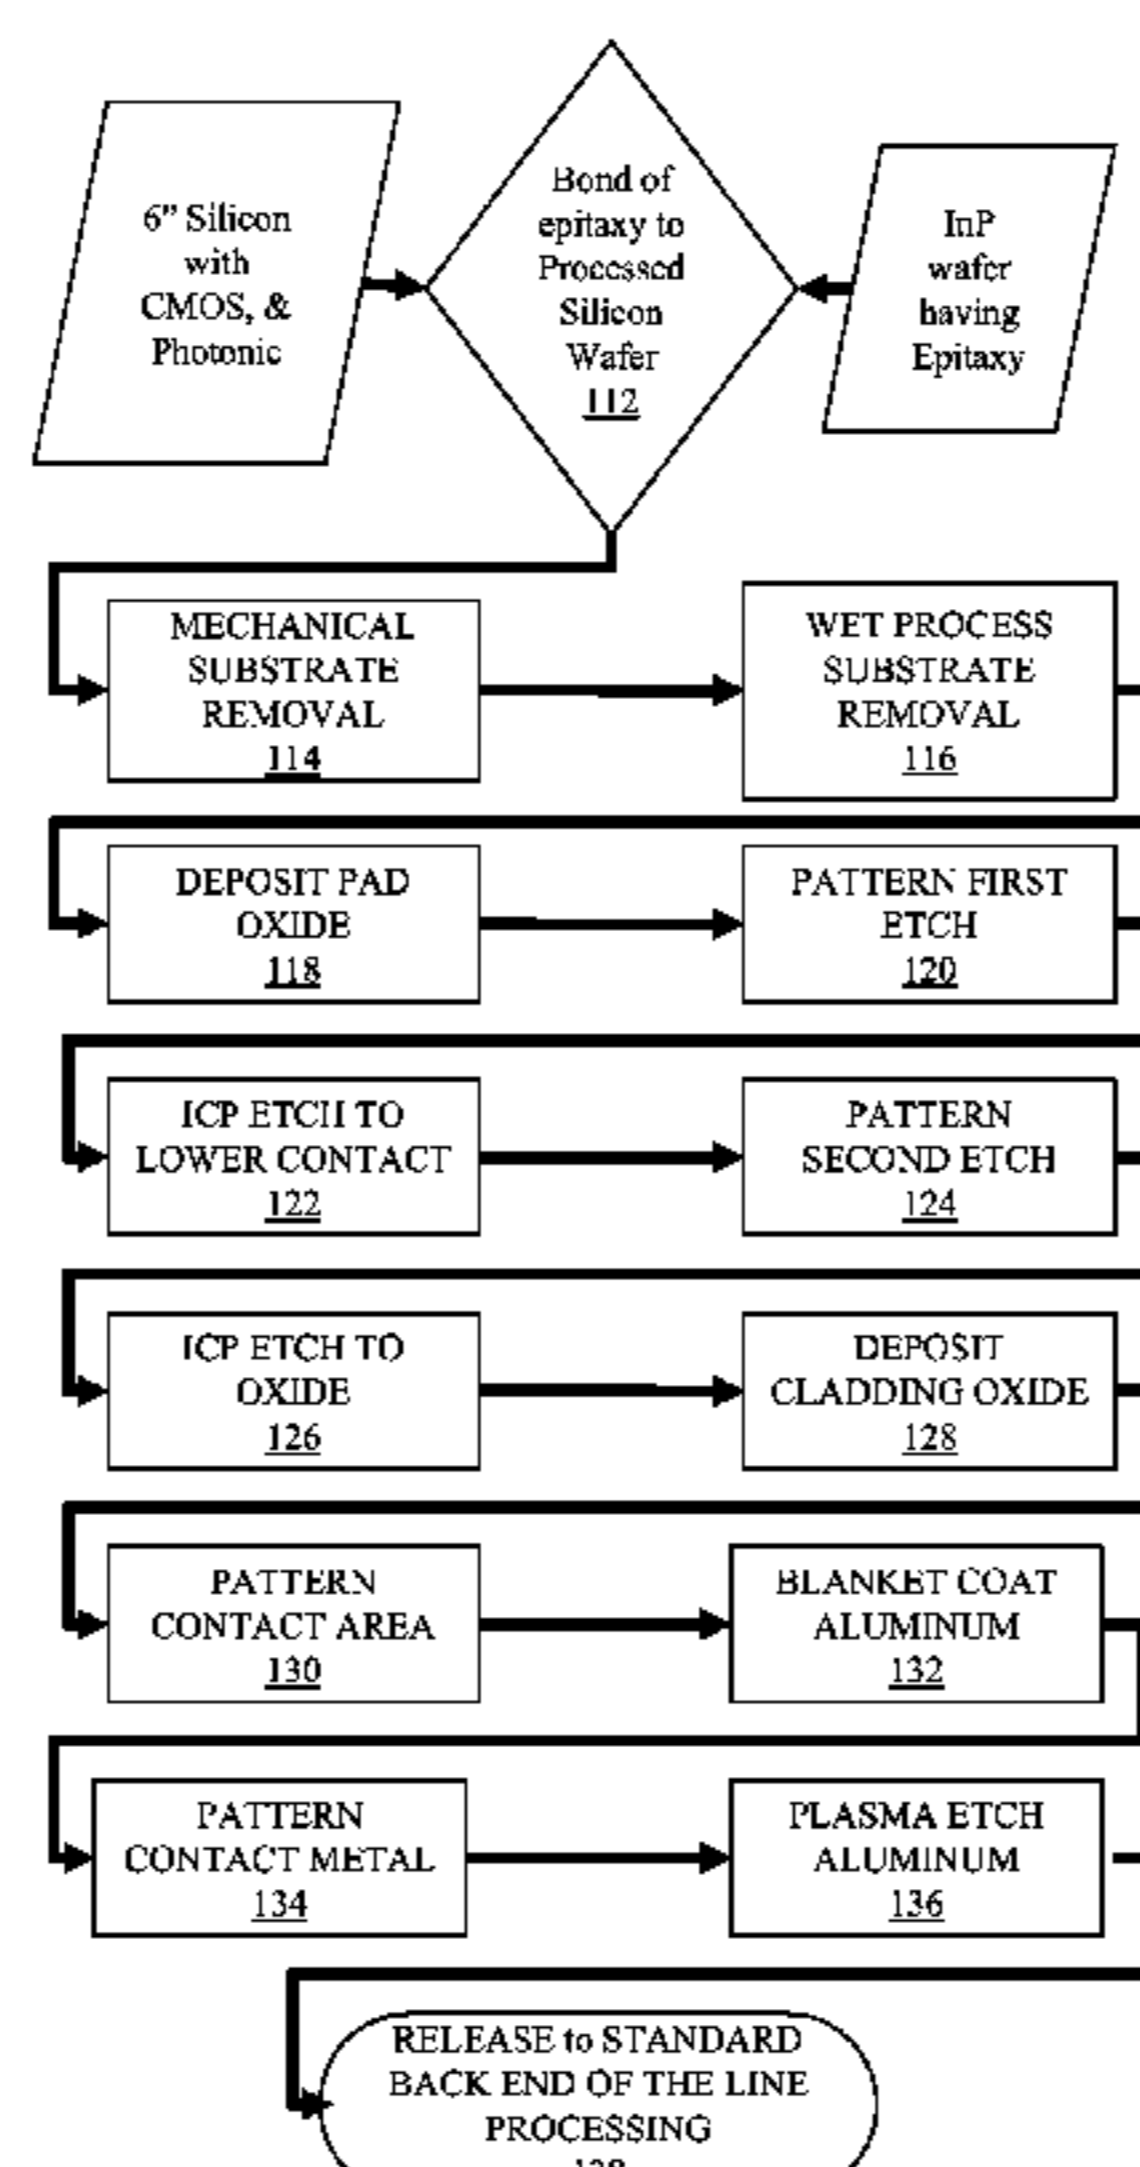 6” Silicon
with
CMOS, &
Photonic
Bond of
epitaxy to
Processed
Silicon
Wafer
112
InP
wafer
having
Epitaxy
MECHANICAL
SUBSTRATE
REMOVAL
114
WET PROCESS
SUBSTRATE
REMOVAL
116
DEPOSIT PAD
OXIDE
118
PATTERN FIRST
ETCH
120
ICP ETCH TO
LOWER CONTACT
122
PATTERN
SECOND ETCH
124
ICP ETCH TO
OXIDE
126
DEPOSIT
CLADDING OXIDE
128
PATTERN
CONTACT AREA
130
BLANKET COAT
ALUMINUM
132
PATTERN
CONTACT METAL
134
PLASMA ETCH
ALUMINUM
136
RELEASE to STANDARD
BACK END OF THE LINE
PROCESSING